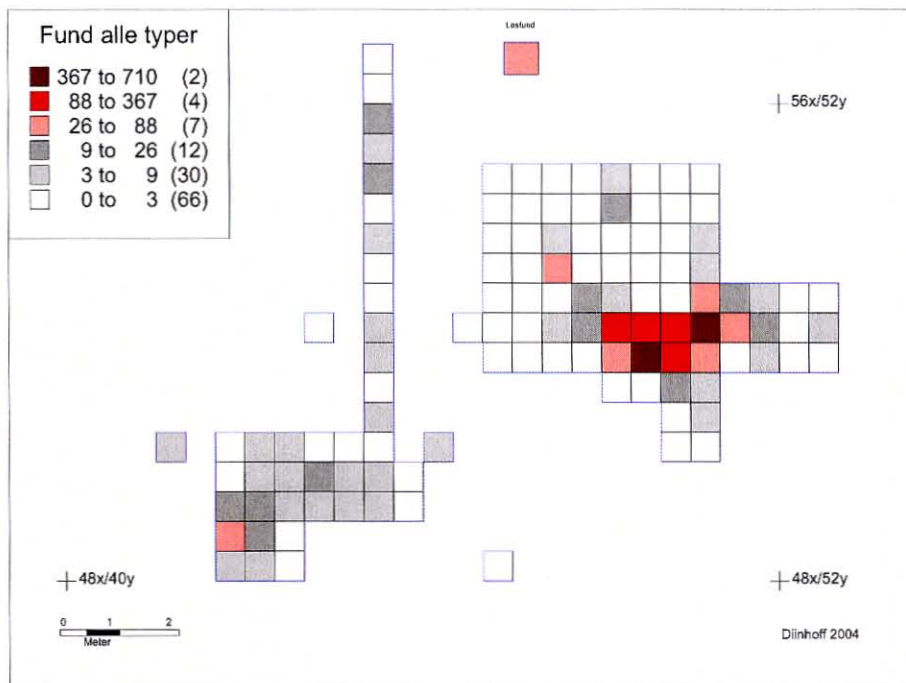 Fund alle typer
367 to 710 (2)
88 to 367 (4)
26 to 88 (7)
9 to 26 (12)
3 to 9 (30)
0 to 3 (66)
Løsfund
56x/52y
48x/40y
48x/52y
0 1 2
Meter
Diinhoff 2004